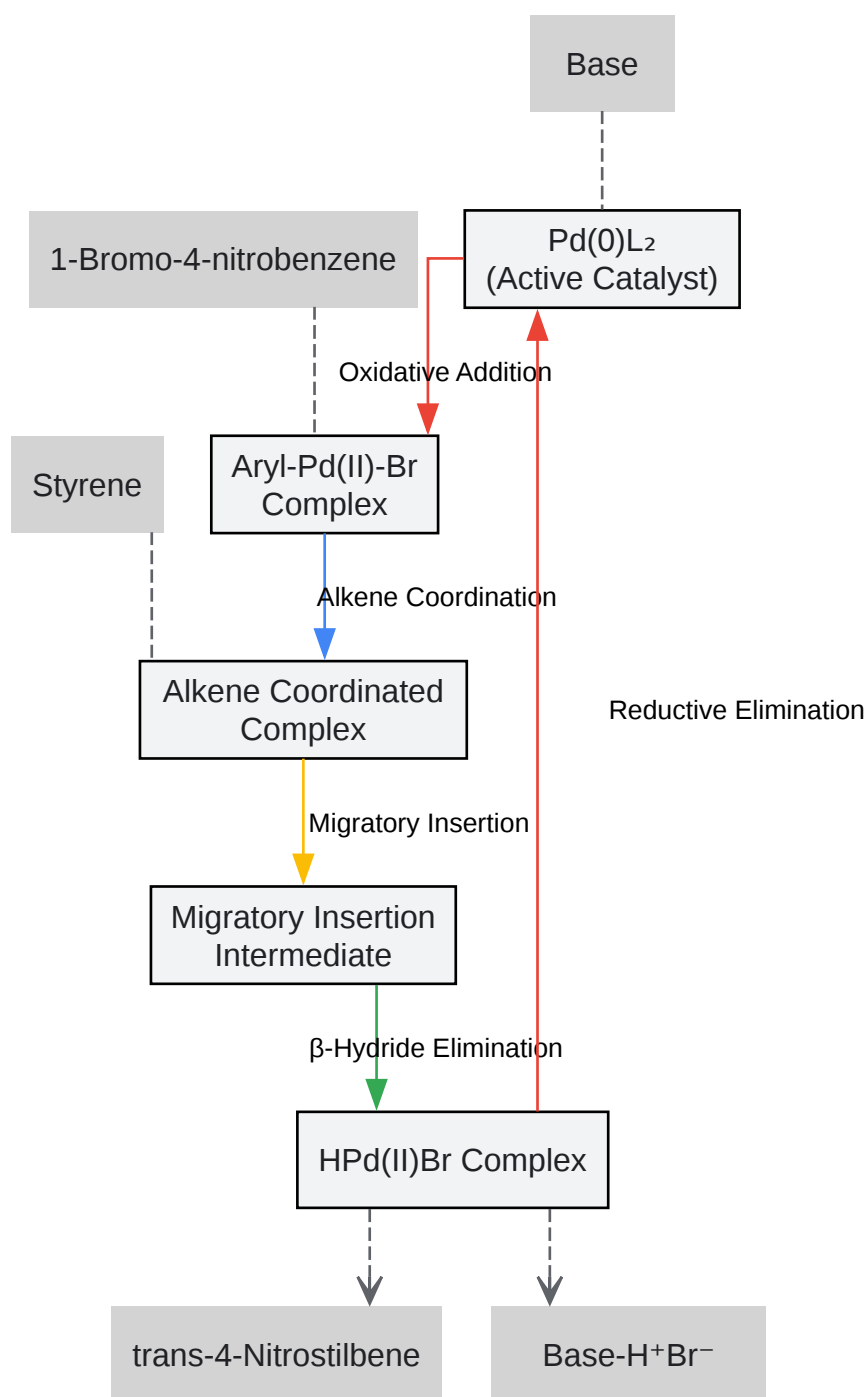 Base
1-Bromo-4-nitrobenzene
Pd(0)L₂
(Active Catalyst)
Oxidative Addition
Styrene
Aryl-Pd(II)-Br
Complex
Alkene Coordination
Alkene Coordinated
Complex
Reductive Elimination
Migratory Insertion
Migratory Insertion
Intermediate
β-Hydride Elimination
HPd(II)Br Complex
trans-4-Nitrostilbene
Base-H⁺Br⁻